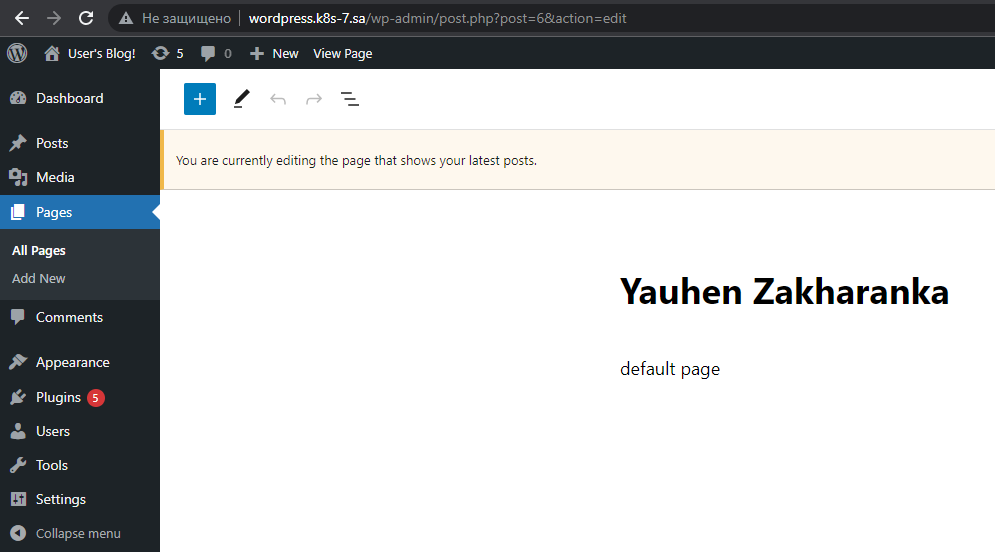 Не защищено wordpress.k8s-7.sa/wp-admin/post.php?post=6&action=edit
User's Blog! 5 0 New View Page
Dashboard
Posts
Media
Pages
All Pages
Add New
Comments
Appearance
Plugins 5
Users
Tools
Settings
Collapse menu
You are currently editing the page that shows your latest posts.
Yauhen Zakharanka
default page